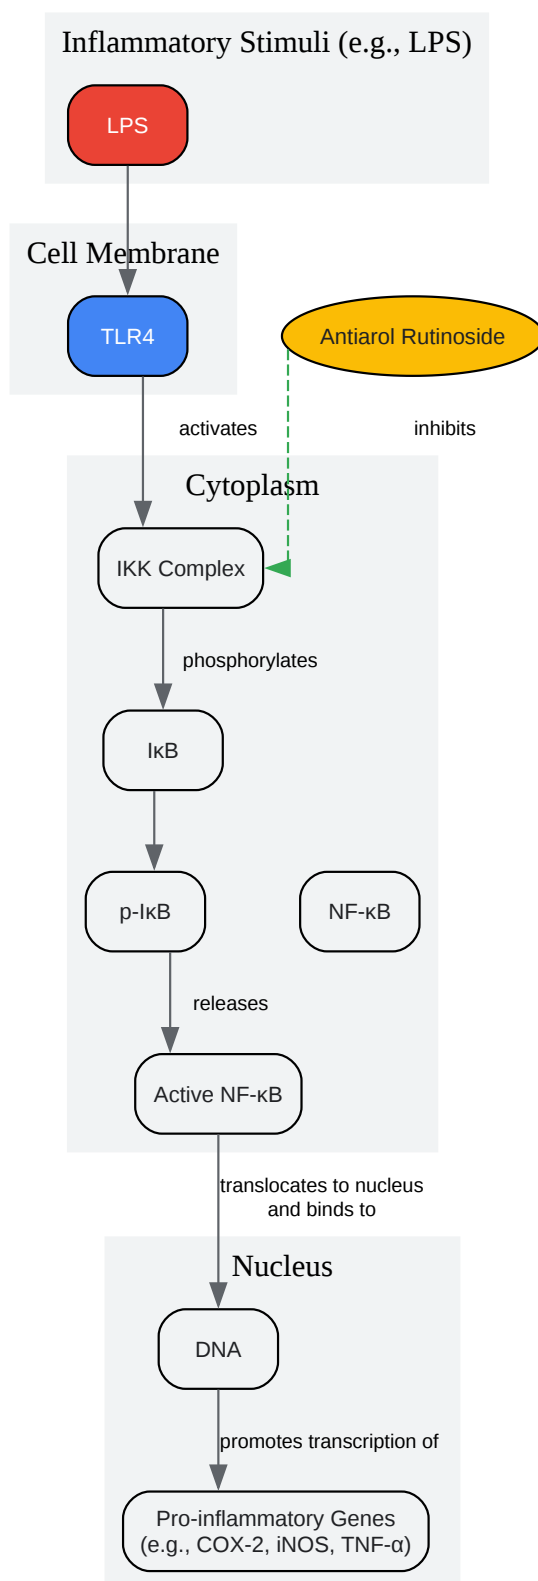 Inflammatory Stimuli (e.g., LPS)
LPS
Cell Membrane
TLR4
Antiarol Rutinoside
activates
inhibits
Cytoplasm
IKK Complex
phosphorylates
IκB
p-IκB
NF-κB
releases
Active NF-κB
translocates to nucleus
and binds to
Nucleus
DNA
promotes transcription of
Pro-inflammatory Genes
(e.g., COX-2, iNOS, TNF-α)